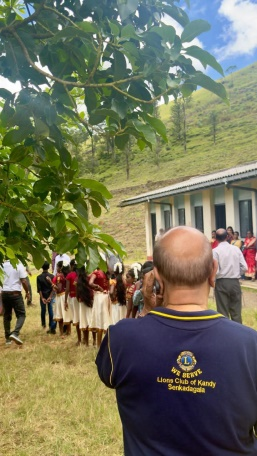 L
WE SERVE
Lions Club of Kandy
Senkadagala